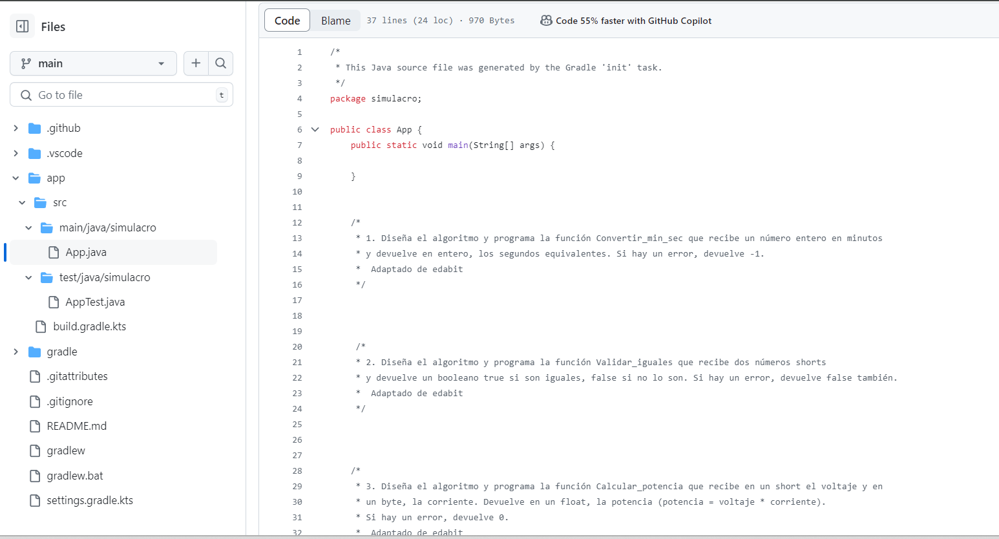 Files
main
Go to file
t
.github
.vscode
app
src
main/java/simulacro
App.java
test/java/simulacro
AppTest.java
build.gradle.kts
gradle
.gitattributes
.gitignore
README.md
gradlew
gradlew.bat
settings.gradle.kts
Code Blame 37 lines (24 loc) · 970 Bytes Code 55% faster with GitHub Copilot
1 /*
2 * This Java source file was generated by the Gradle 'init' task.
3 */
4 package simulacro;
5
6 public class App {
7 public static void main(String[] args) {
8
9 }
10
11
12 /*
13 * 1. Diseña el algoritmo y programa la función Convertir_min_sec que recibe un número entero en minutos
14 * y devuelve en entero, los segundos equivalentes. Si hay un error, devuelve -1.
15 * Adaptado de edabit
16 */
17
18
19
20 /*
21 * 2. Diseña el algoritmo y programa la función Validar_iguales que recibe dos números shorts
22 * y devuelve un booleano true si son iguales, false si no lo son. Si hay un error, devuelve false también.
23 * Adaptado de edabit
24 */
25
26
27
28 /*
29 * 3. Diseña el algoritmo y programa la función Calcular_potencia que recibe en un short el voltaje y en
30 * un byte, la corriente. Devuelve en un float, la potencia (potencia = voltaje * corriente).
31 * Si hay un error, devuelve 0.
32 * Adaptado de edabit